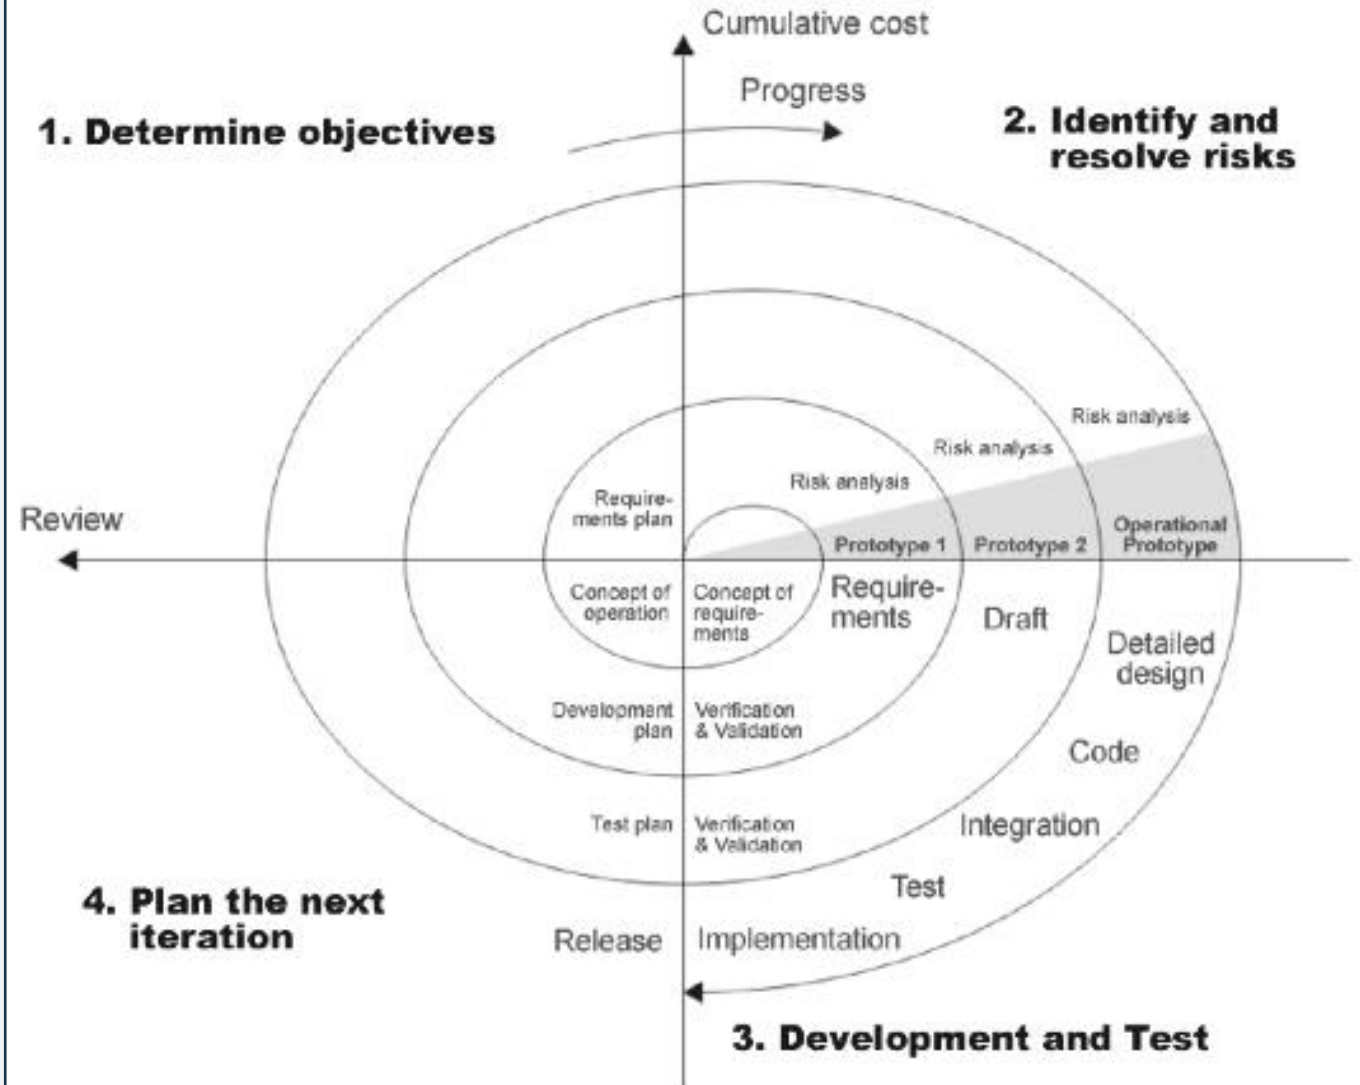 Cumulative cost
Progress
1. Determine objectives
2. Identify and
resolve risks
Risk analysis
Risk analysis
Risk analysis
Require-
ments plan
Review
Operational
Prototype
Prototype 1
Prototype 2
Concept of
operation
Concept of
require-
ments
Require-
ments
Draft
Detailed
design
Development
plan
Verification
& Validation
Code
Test plan
Verification
& Validation
Integration
Test
4. Plan the next
iteration
Release
Implementation
3. Development and Test